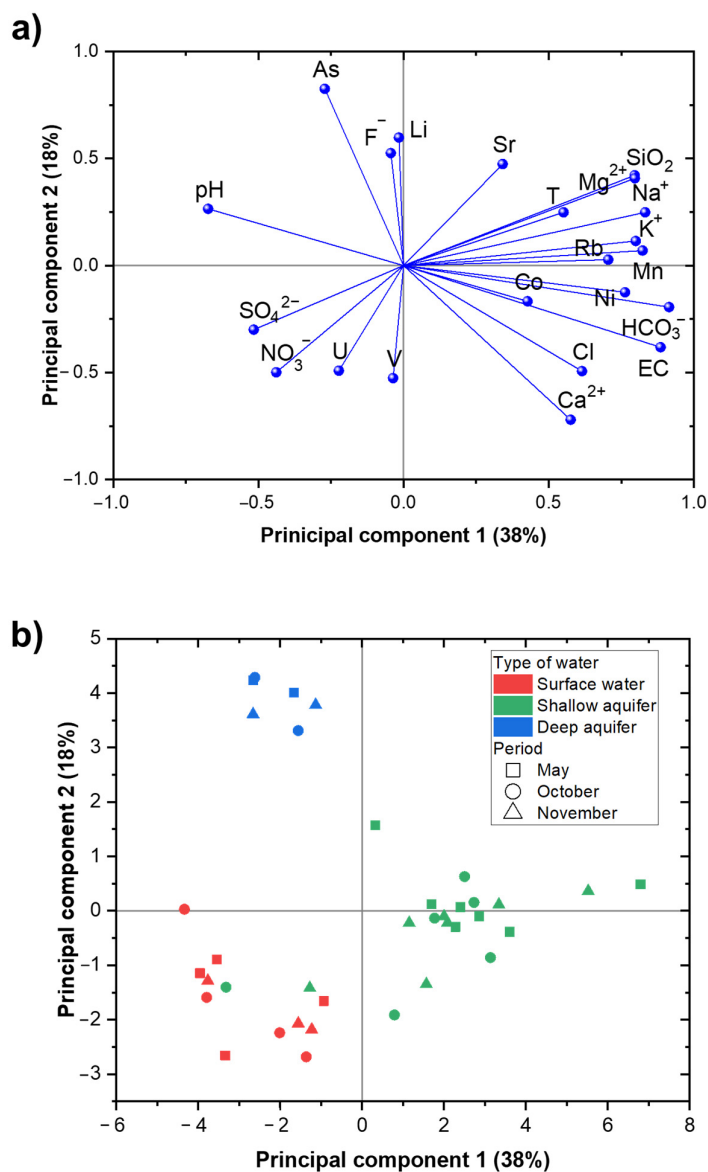 a)
1.0
0.5
0.0
−0.5
−1.0
Principal component 2 (18%)
As
F⁻
Li
Sr
SiO₂
Mg²⁺
Na⁺
T
K⁺
pH
Rb
Mn
Co
Ni
SO₄²⁻
HCO₃⁻
NO₃⁻
U
V
Cl
EC
Ca²⁺
−1.0 −0.5 0.0 0.5 1.0
Prinicipal component 1 (38%)
b)
5
4
3
2
1
0
−1
−2
−3
Principal component 2 (18%)
Type of water
Surface water
Shallow aquifer
Deep aquifer
Period
May
October
November
−6 −4 −2 0 2 4 6 8
Principal component 1 (38%)